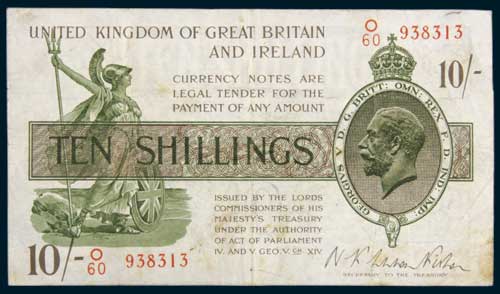 UNITED KINGDOM OF GREAT BRITAIN
AND IRELAND
O/60 938313
CURRENCY NOTES ARE
LEGAL TENDER FOR THE
PAYMENT OF ANY AMOUNT
10/-
GEORGIVS V D. G. BRITT: OMN: REX F. D. IND: IMP:
TEN SHILLINGS
ISSUED BY THE LORDS
COMMISSIONERS OF HIS
MAJESTY'S TREASURY
UNDER THE AUTHORITY
OF ACT OF PARLIAMENT
IV. AND V. GEO. V. CH XIV
10/- O/60 938313
SECRETARY TO THE TREASURY